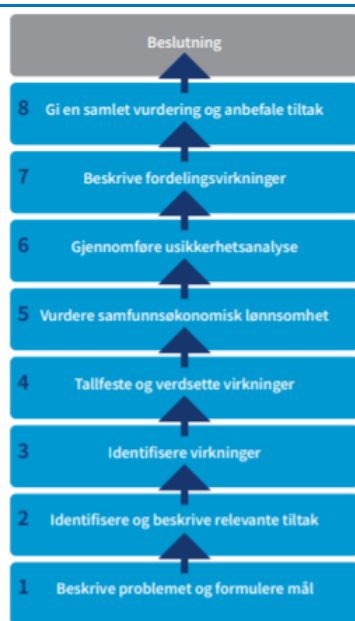 Beslutning
8 Gi en samlet vurdering og anbefale tiltak
7 Beskrive fordelingsvirkninger
6 Gjennomføre usikkerhetsanalyse
5 Vurdere samfunnsøkonomisk lønnsomhet
4 Tallfeste og verdsette virkninger
3 Identifisere virkninger
2 Identifisere og beskrive relevante tiltak
1 Beskrive problemet og formulere mål